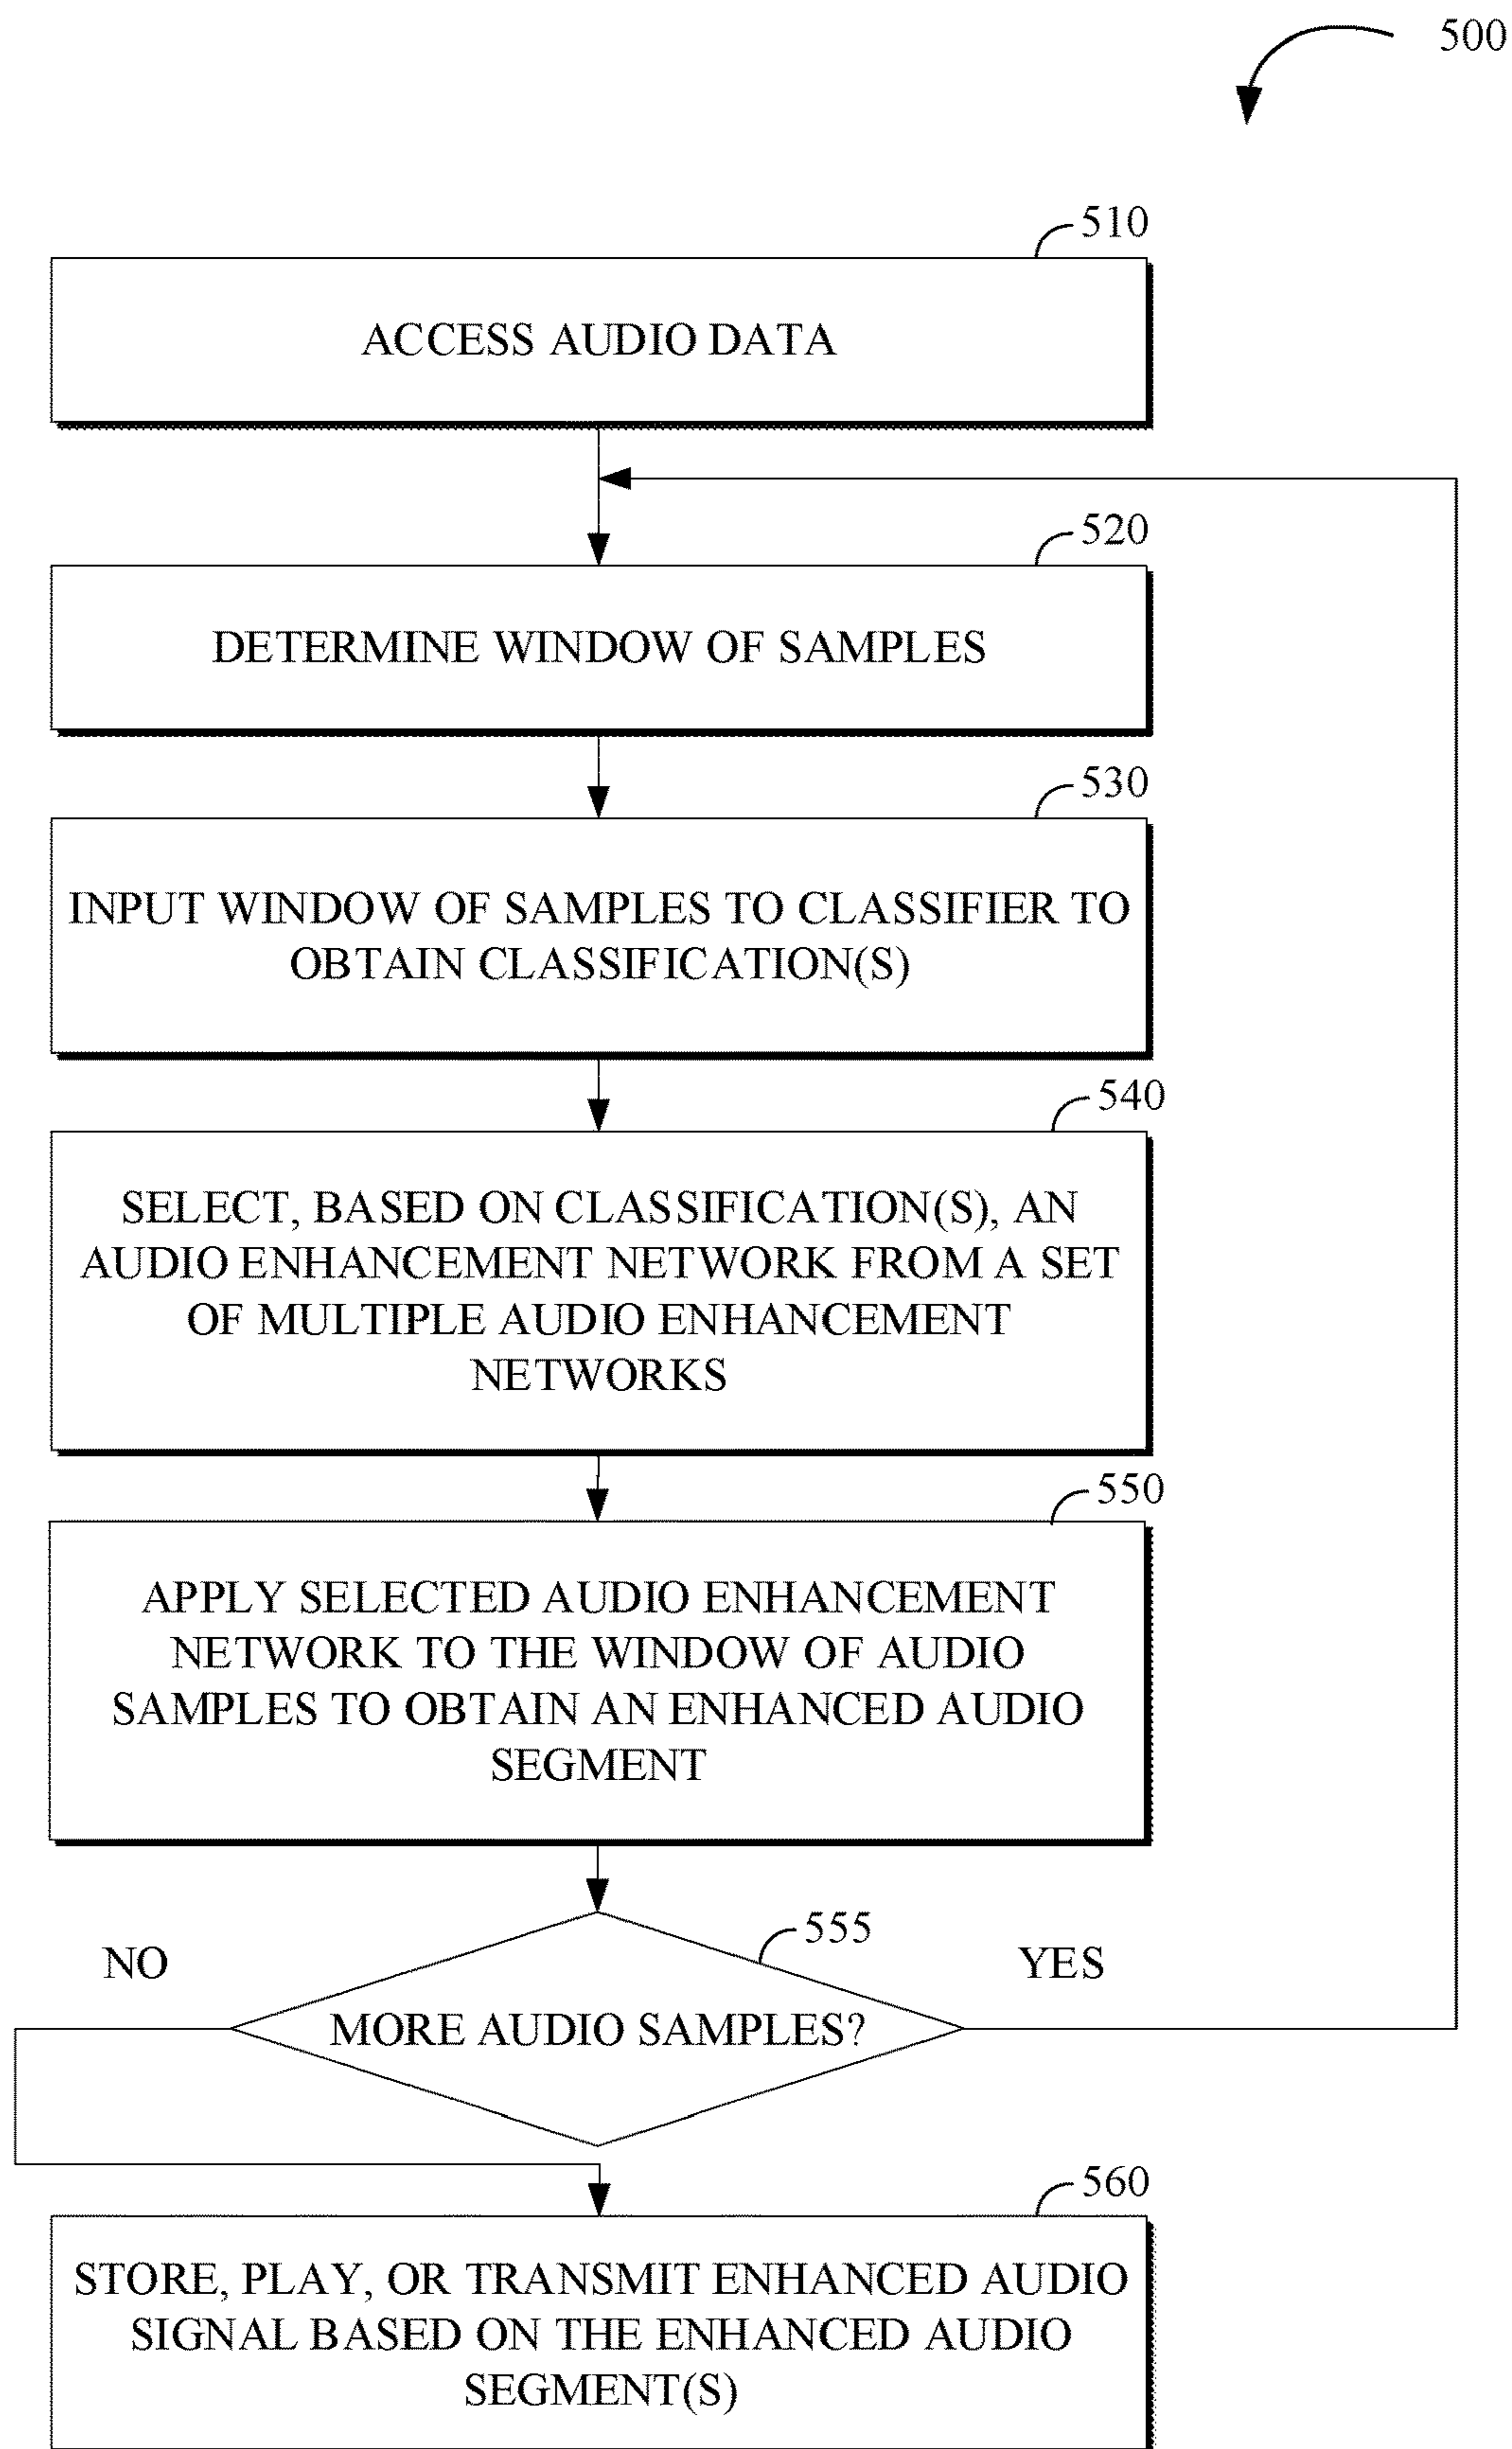 500
510
ACCESS AUDIO DATA
520
DETERMINE WINDOW OF SAMPLES
530
INPUT WINDOW OF SAMPLES TO CLASSIFIER TO
OBTAIN CLASSIFICATION(S)
540
SELECT, BASED ON CLASSIFICATION(S), AN
AUDIO ENHANCEMENT NETWORK FROM A SET
OF MULTIPLE AUDIO ENHANCEMENT
NETWORKS
550
APPLY SELECTED AUDIO ENHANCEMENT
NETWORK TO THE WINDOW OF AUDIO
SAMPLES TO OBTAIN AN ENHANCED AUDIO
SEGMENT
555
NO
YES
MORE AUDIO SAMPLES?
560
STORE, PLAY, OR TRANSMIT ENHANCED AUDIO
SIGNAL BASED ON THE ENHANCED AUDIO
SEGMENT(S)